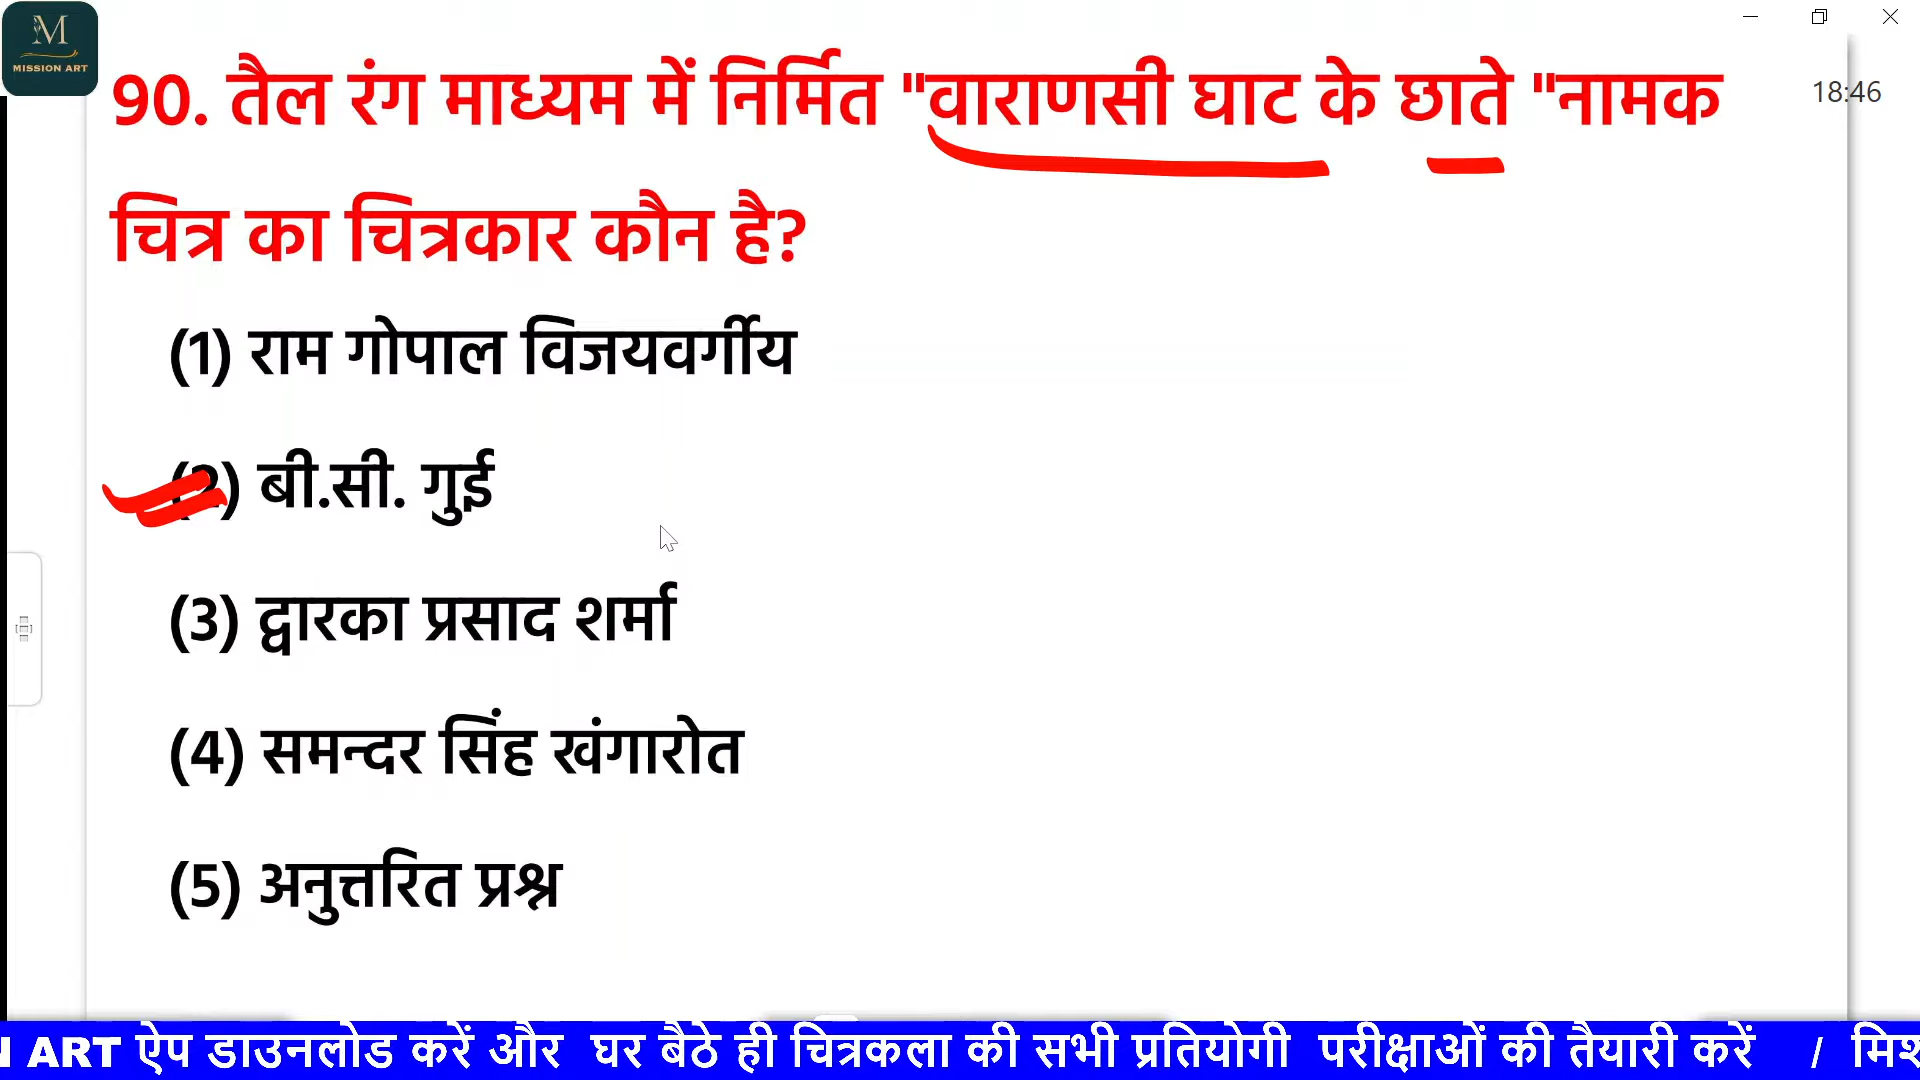 M
MISSION ART
90. तैल रंग माध्यम में निर्मित "वाराणसी घाट के छाते "नामक
18:46
चित्र का चित्रकार कौन है?
(1) राम गोपाल विजयवर्गीय
(2) बी.सी. गुई
(3) द्वारका प्रसाद शर्मा
(4) समन्दर सिंह खंगारोत
(5) अनुत्तरित प्रश्न
N ART ऐप डाउनलोड करें और घर बैठे ही चित्रकला की सभी प्रतियोगी परीक्षाओं की तैयारी करें / मिश